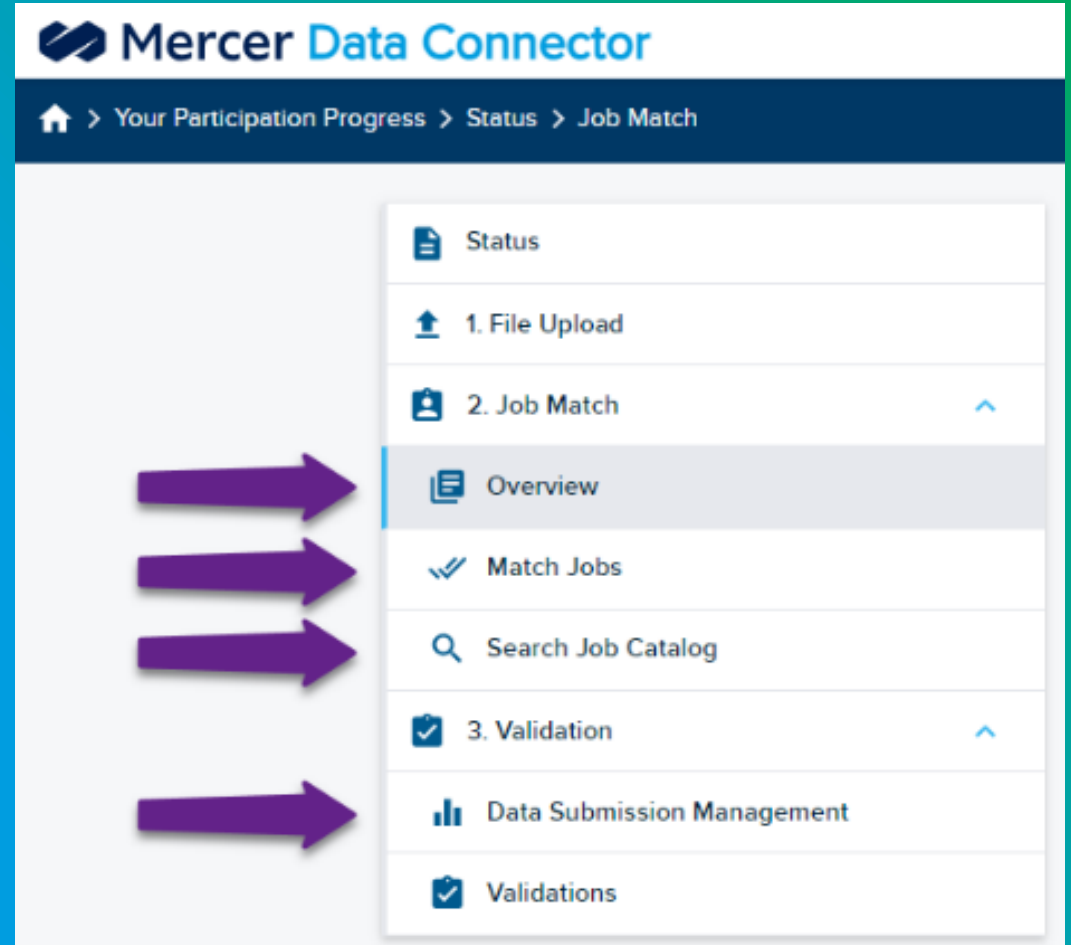 Mercer Data Connector
> Your Participation Progress > Status > Job Match
Status
1. File Upload
2. Job Match
Overview
Match Jobs
Search Job Catalog
3. Validation
Data Submission Management
Validations